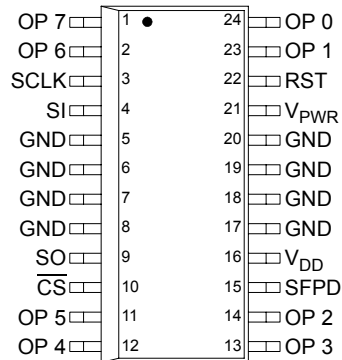 OP 7 1 24 OP 0
OP 6 2 23 OP 1
SCLK 3 22 RST
SI 4 21 VPWR
GND 5 20 GND
GND 6 19 GND
GND 7 18 GND
GND 8 17 GND
SO 9 16 VDD
CS 10 15 SFPD
OP 5 11 14 OP 2
OP 4 12 13 OP 3